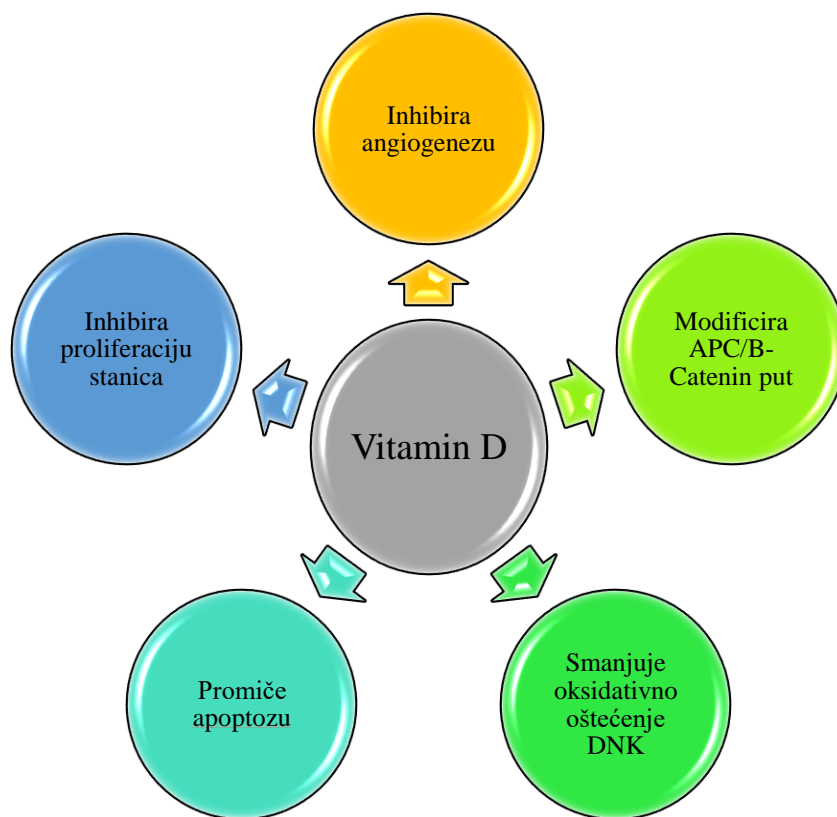 Inhibira
angiogenezu
Modificira
APC/B-
Catenin put
Smanjuje
oksidativno
oštećenje
DNK
Promiče
apoptozu
Inhibira
proliferaciju
stanica
Vitamin D